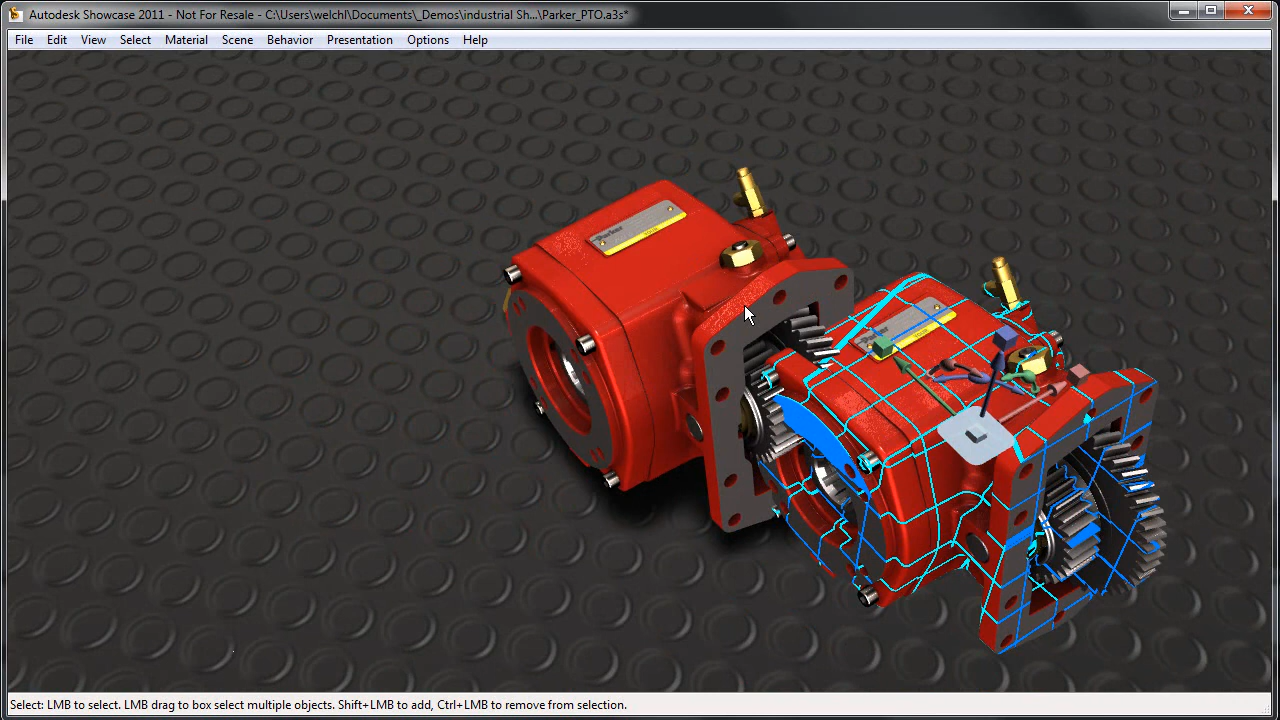 Autodesk Showcase 2011 - Not For Resale - C:\Users\welchl\Documents\_Demos\industrial Sh...\Parker_PTO.a3s*
File Edit View Select Material Scene Behavior Presentation Options Help
Parker
Select: LMB to select. LMB drag to box select multiple objects. Shift+LMB to add, Ctrl+LMB to remove from selection.